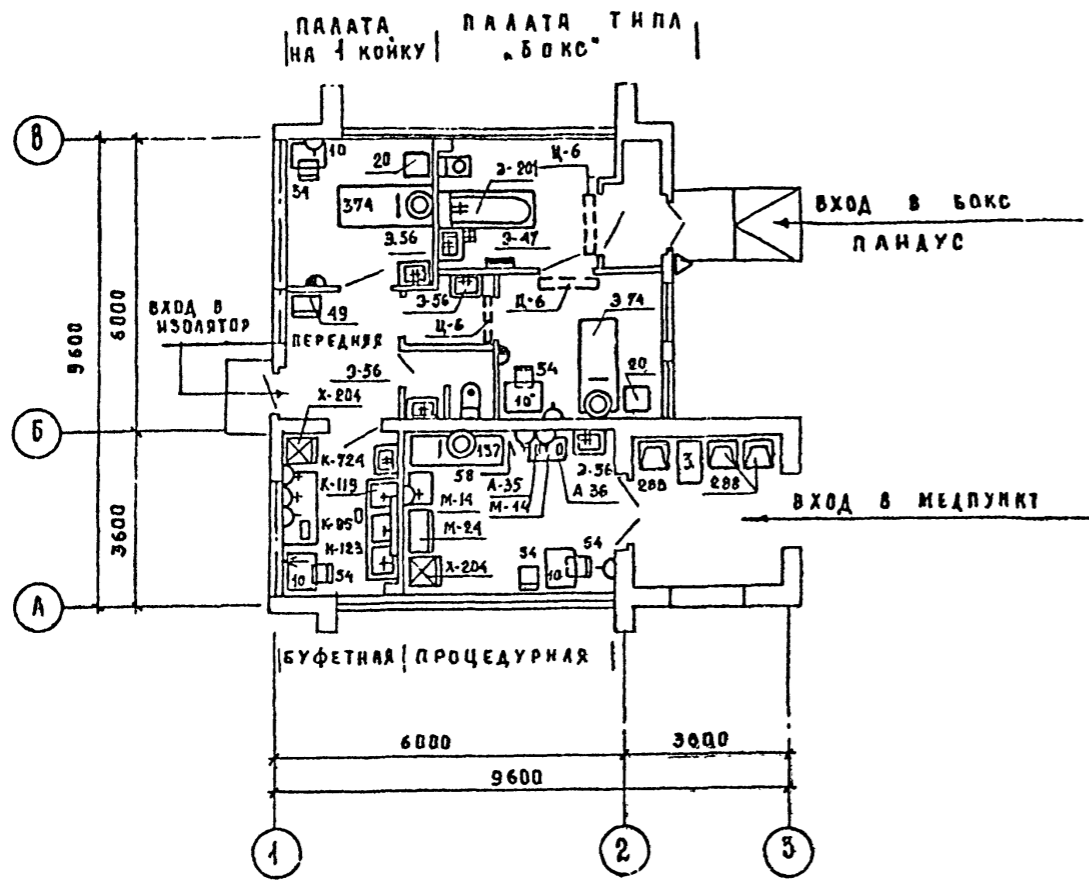 ПАЛАТА
НА 1 КОЙКУ
ПАЛАТА ТИПА
„БОКС"
В
10
20
Ц-6
Э-201
34
374
ВХОД В БОКС
ПАНДУС
Э.56
Э-47
Э-56
Ц-6
Э.74
49
Ц-6
ВХОД В
ИЗОЛЯТОР
ПЕРЕДНЯЯ
9600
6000
54
20
10
Э-56
Х-204
Б
К-724
157
58
Э-56
3
288
288
К-119
А-35
А 36
М-14
М-14
ВХОД В МЕДПУНКТ
К-95
М-24
К-123
54
54
3600
10
54
Х-204
10
А
БУФЕТНАЯ
ПРОЦЕДУРНАЯ
6000
3600
9600
1
2
3